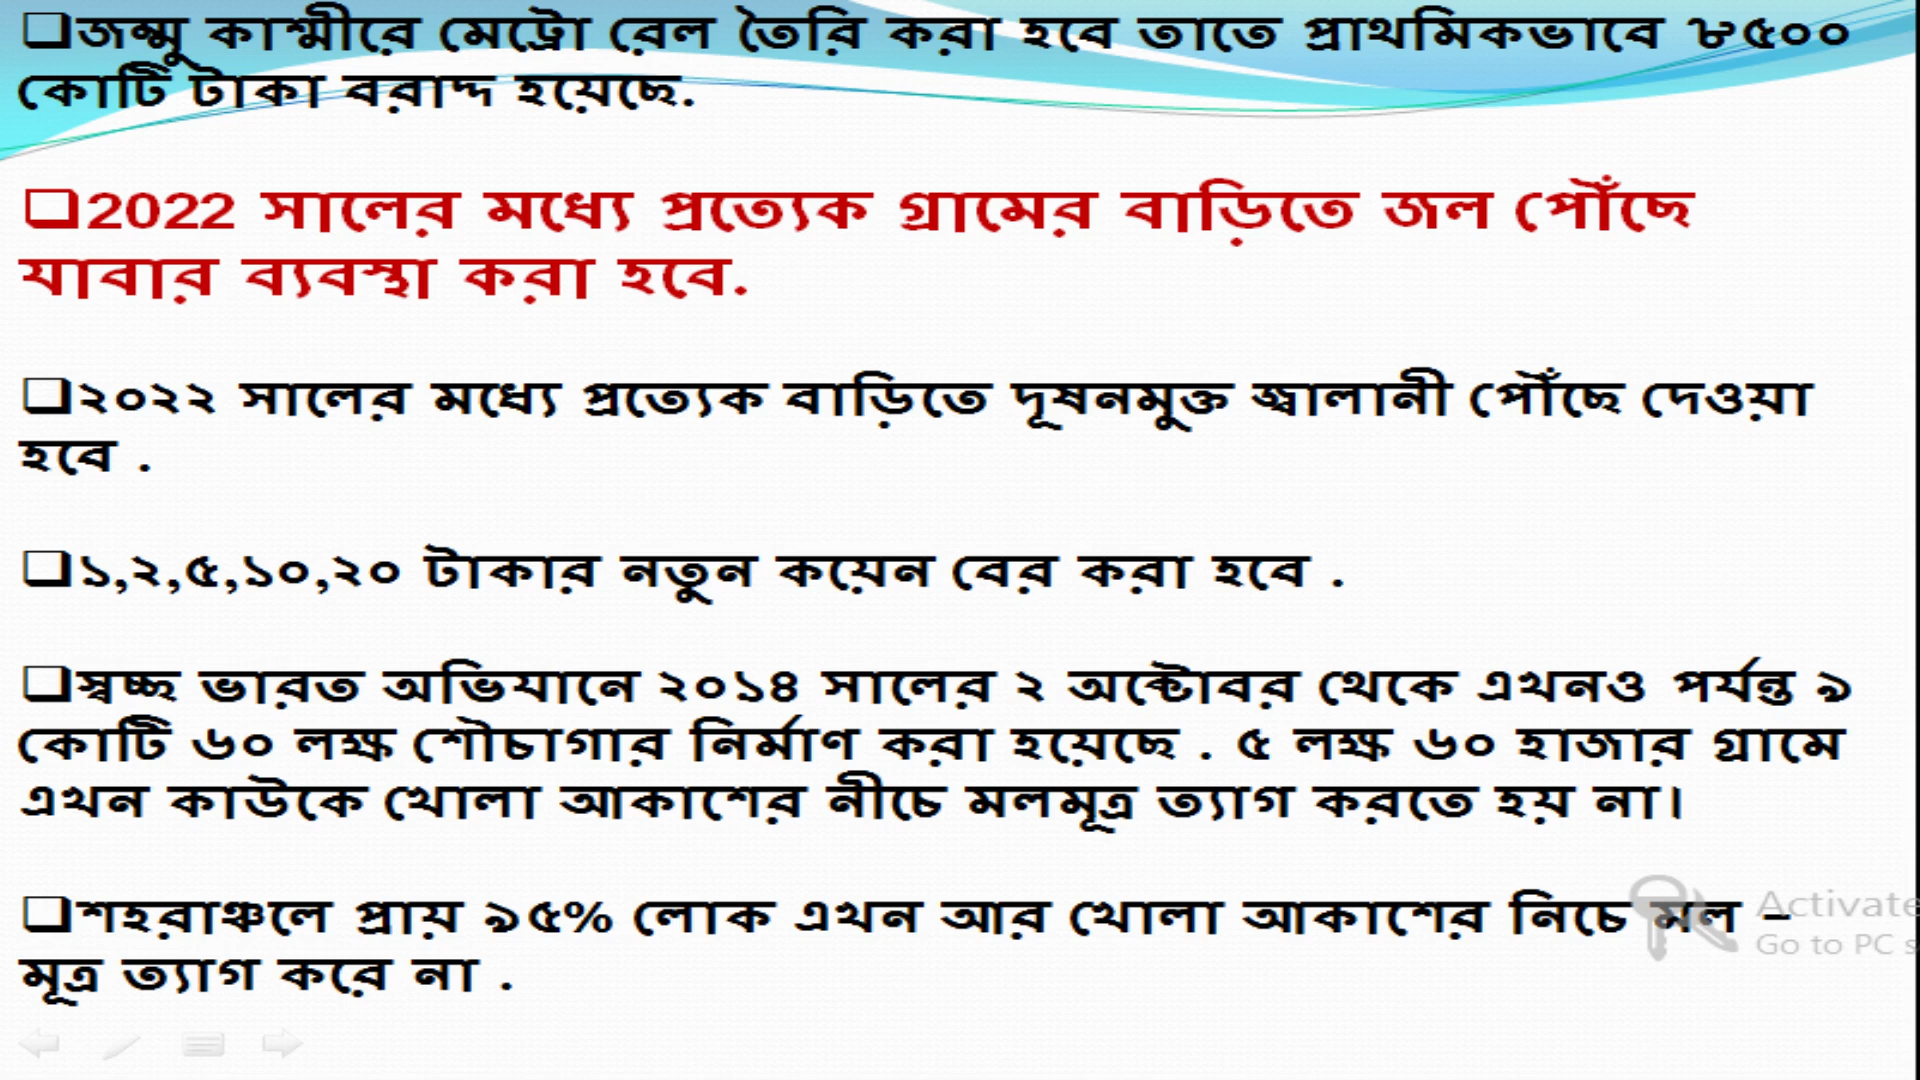 ❑জম্মু কাশ্মীরে মেট্রো রেল তৈরি করা হবে তাতে প্রাথমিকভাবে ৮৫০০
কোটি টাকা বরাদ্দ হয়েছে.
❑2022 সালের মধ্যে প্রত্যেক গ্রামের বাড়িতে জল পৌঁছে
যাবার ব্যবস্থা করা হবে.
❑২০২২ সালের মধ্যে প্রত্যেক বাড়িতে দূষনমুক্ত জ্বালানী পৌঁছে দেওয়া
হবে .
❑১,২,৫,১০,২০ টাকার নতুন কয়েন বের করা হবে .
❑স্বচ্ছ ভারত অভিযানে ২০১৪ সালের ২ অক্টোবর থেকে এখনও পর্যন্ত ৯
কোটি ৬০ লক্ষ শৌচাগার নির্মাণ করা হয়েছে . ৫ লক্ষ ৬০ হাজার গ্রামে
এখন কাউকে খোলা আকাশের নীচে মলমূত্র ত্যাগ করতে হয় না।
❑শহরাঞ্চলে প্রায় ৯৫% লোক এখন আর খোলা আকাশের নিচে মল –
মূত্র ত্যাগ করে না .
Activate
Go to PC s